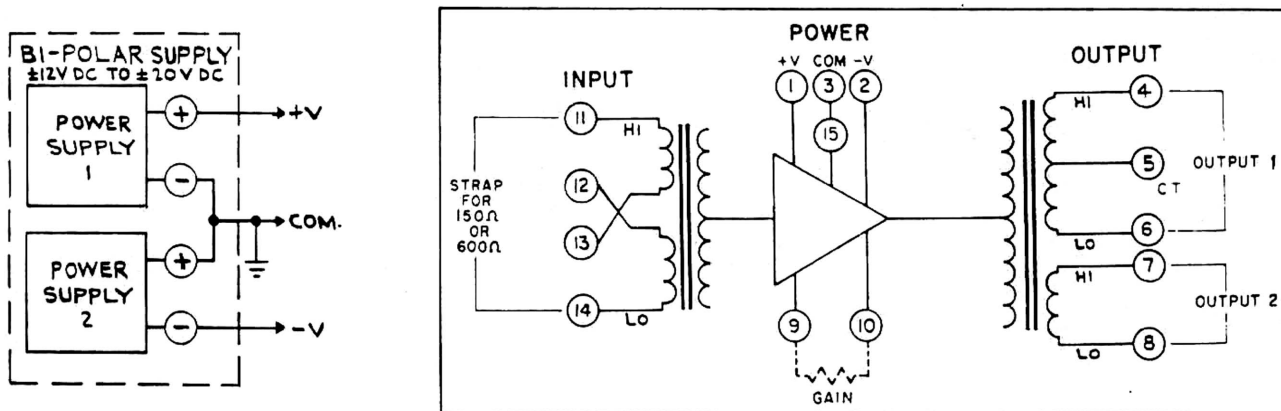 BI-POLAR SUPPLY
±12V DC TO ±20V DC
POWER
SUPPLY
1
+
−
+V
COM.
POWER
SUPPLY
2
+
−
-V
POWER
+V COM -V
1 3 2
15
INPUT
11
HI
12
13
14
LO
STRAP
FOR
150Ω
OR
600Ω
9 10
GAIN
OUTPUT
HI
4
5
CT
OUTPUT 1
LO
6
HI
7
OUTPUT 2
LO
8